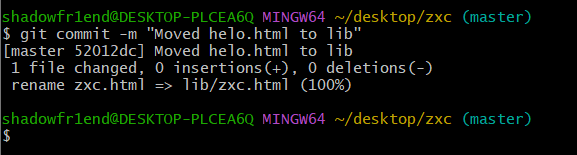 shadowfr1end@DESKTOP-PLCEA6Q MINGW64 ~/desktop/zxc (master)
$ git commit -m "Moved helo.html to lib"
[master 52012dc] Moved helo.html to lib
 1 file changed, 0 insertions(+), 0 deletions(-)
 rename zxc.html => lib/zxc.html (100%)

shadowfr1end@DESKTOP-PLCEA6Q MINGW64 ~/desktop/zxc (master)
$